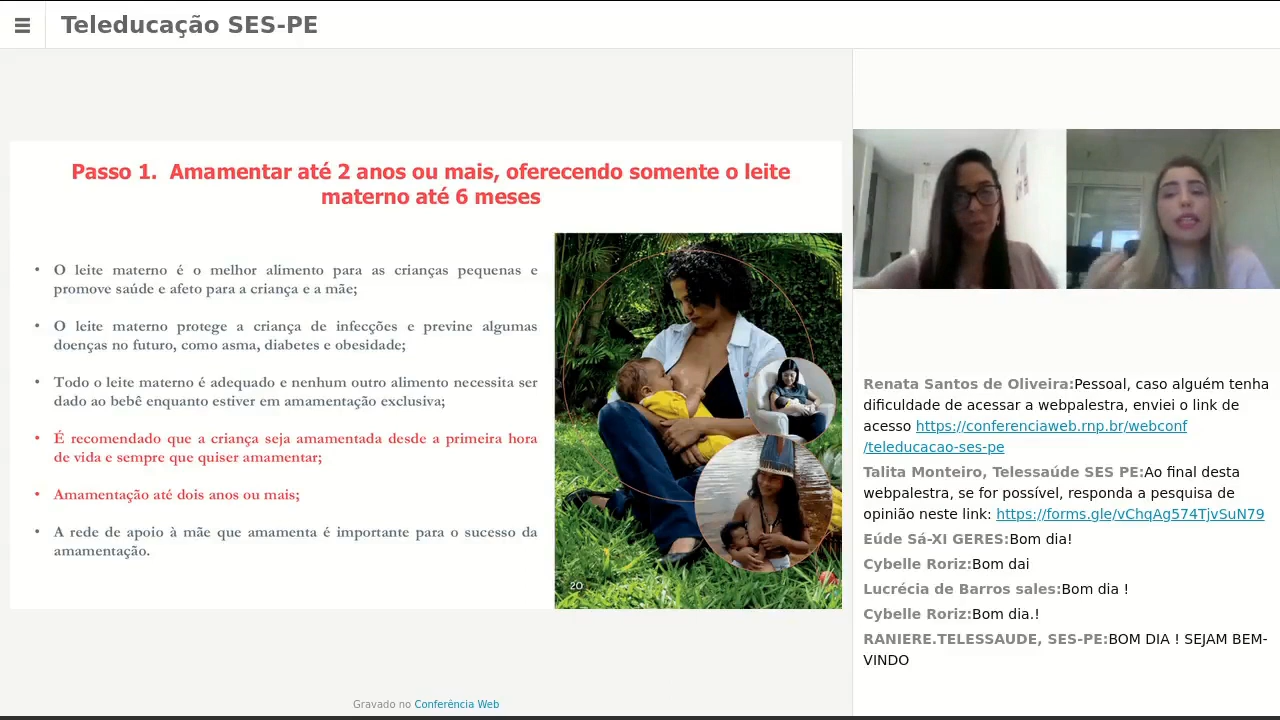 Teleducação SES-PE
Passo 1. Amamentar até 2 anos ou mais, oferecendo somente o leite
materno até 6 meses
• O leite materno é o melhor alimento para as crianças pequenas e
promove saúde e afeto para a criança e a mãe;
• O leite materno protege a criança de infecções e previne algumas
doenças no futuro, como asma, diabetes e obesidade;
• Todo o leite materno é adequado e nenhum outro alimento necessita ser
dado ao bebê enquanto estiver em amamentação exclusiva;
• É recomendado que a criança seja amamentada desde a primeira hora
de vida e sempre que quiser amamentar;
• Amamentação até dois anos ou mais;
• A rede de apoio à mãe que amamenta é importante para o sucesso da
amamentação.
20
Gravado no Conferência Web
Renata Santos de Oliveira:Pessoal, caso alguém tenha
dificuldade de acessar a webpalestra, enviei o link de
acesso https://conferenciaweb.rnp.br/webconf
/teleducacao-ses-pe
Talita Monteiro, Telessaúde SES PE:Ao final desta
webpalestra, se for possível, responda a pesquisa de
opinião neste link: https://forms.gle/vChqAg574TjvSuN79
Eúde Sá-XI GERES:Bom dia!
Cybelle Roriz:Bom dai
Lucrécia de Barros sales:Bom dia !
Cybelle Roriz:Bom dia.!
RANIERE.TELESSAUDE, SES-PE:BOM DIA ! SEJAM BEM-
VINDO